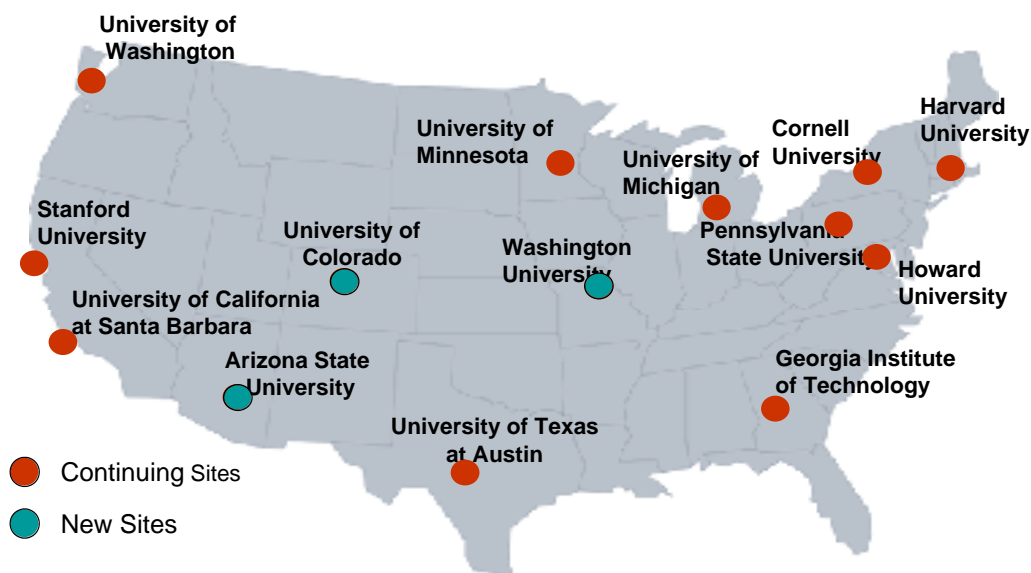 University of
Washington
University of
Minnesota
University of
Michigan
Cornell
University
Harvard
University
Stanford
University
University of
Colorado
Washington
University
Pennsylvania
State University
Howard
University
University of California
at Santa Barbara
Arizona State
University
Georgia Institute
of Technology
University of Texas
at Austin
Continuing Sites
New Sites